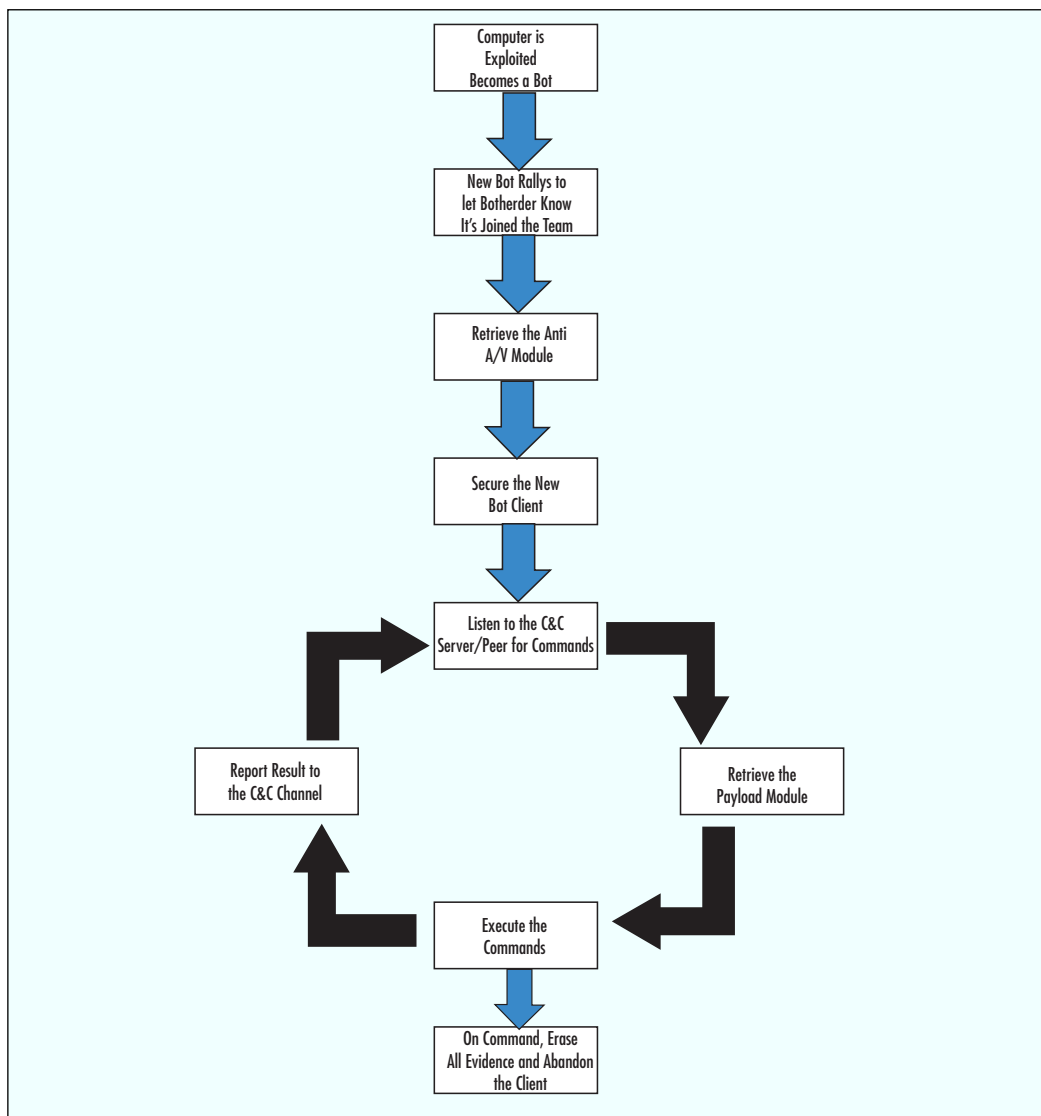 Computer is
Exploited
Becomes a Bot
New Bot Rallys to
let Botherder Know
It's Joined the Team
Retrieve the Anti
A/V Module
Secure the New
Bot Client
Listen to the C&C
Server/Peer for Commands
Report Result to
the C&C Channel
Retrieve the
Payload Module
Execute the
Commands
On Command, Erase
All Evidence and Abandon
the Client